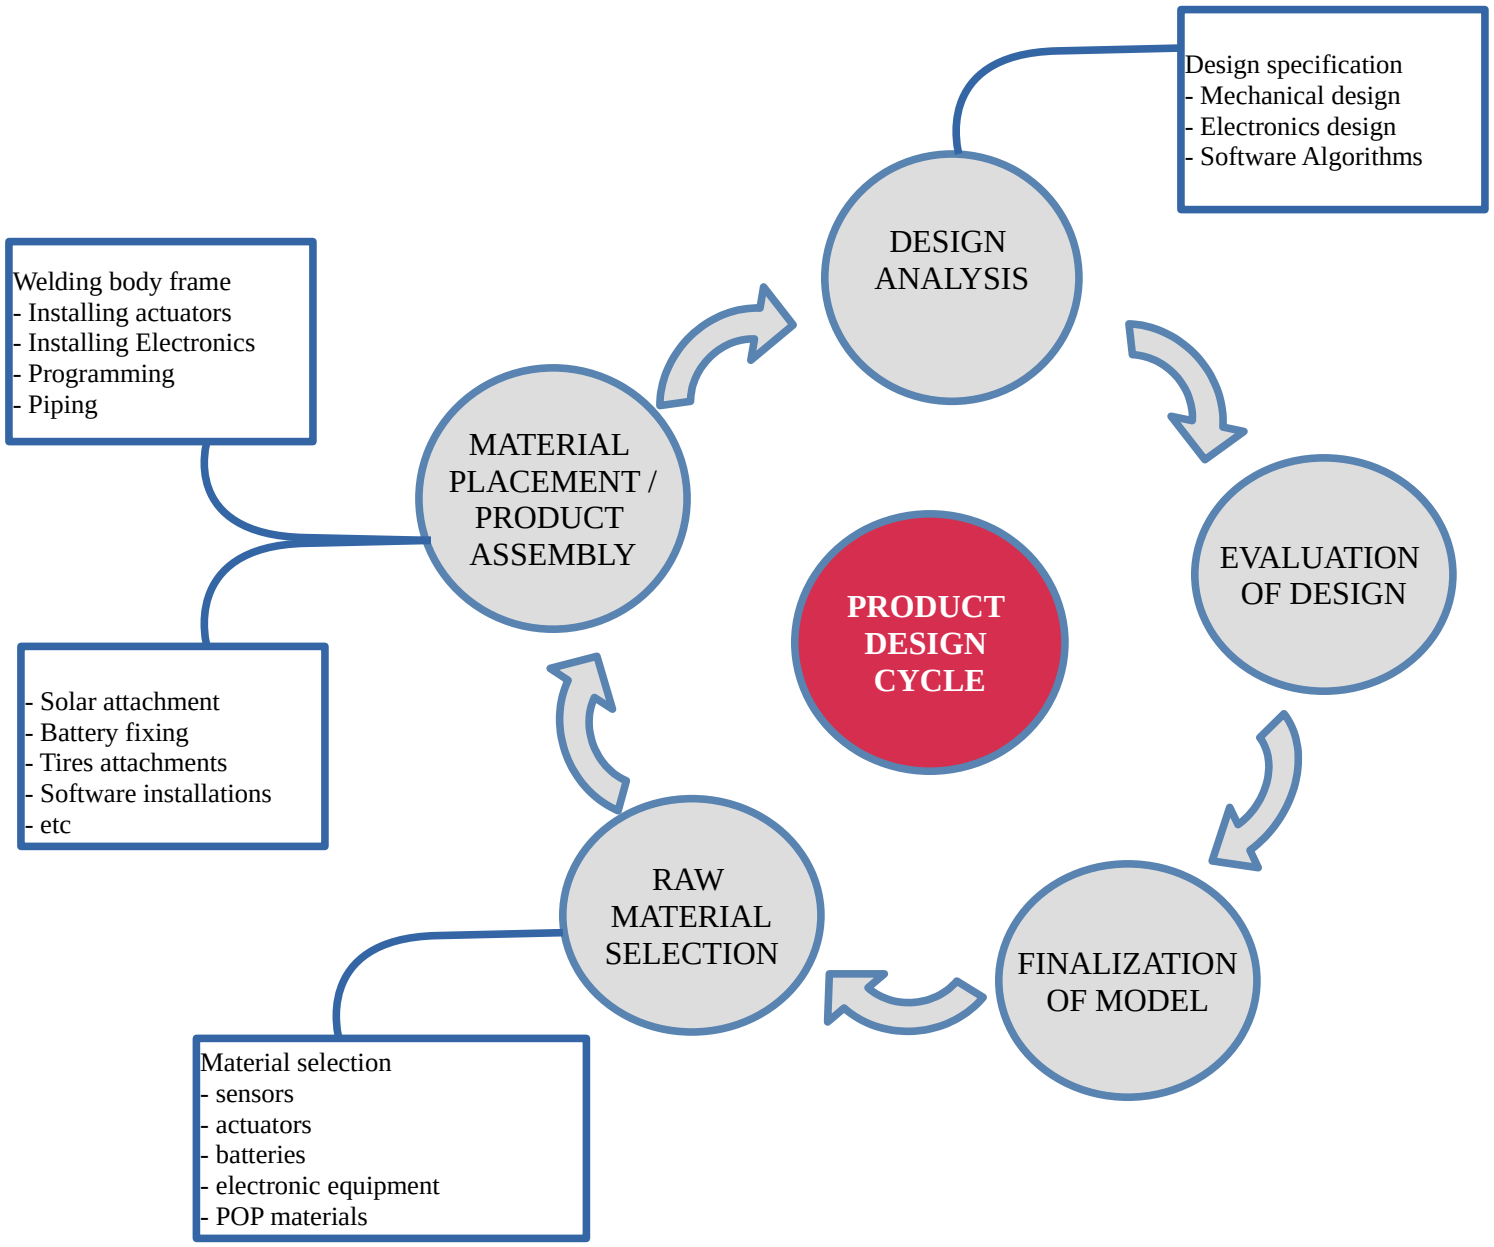 Design specification
- Mechanical design
- Electronics design
- Software Algorithms
DESIGN
ANALYSIS
Welding body frame
- Installing actuators
- Installing Electronics
- Programming
- Piping
MATERIAL
PLACEMENT /
PRODUCT
ASSEMBLY
EVALUATION
OF DESIGN
PRODUCT
DESIGN
CYCLE
- Solar attachment
- Battery fixing
- Tires attachments
- Software installations
- etc
RAW
MATERIAL
SELECTION
FINALIZATION
OF MODEL
Material selection
- sensors
- actuators
- batteries
- electronic equipment
- POP materials